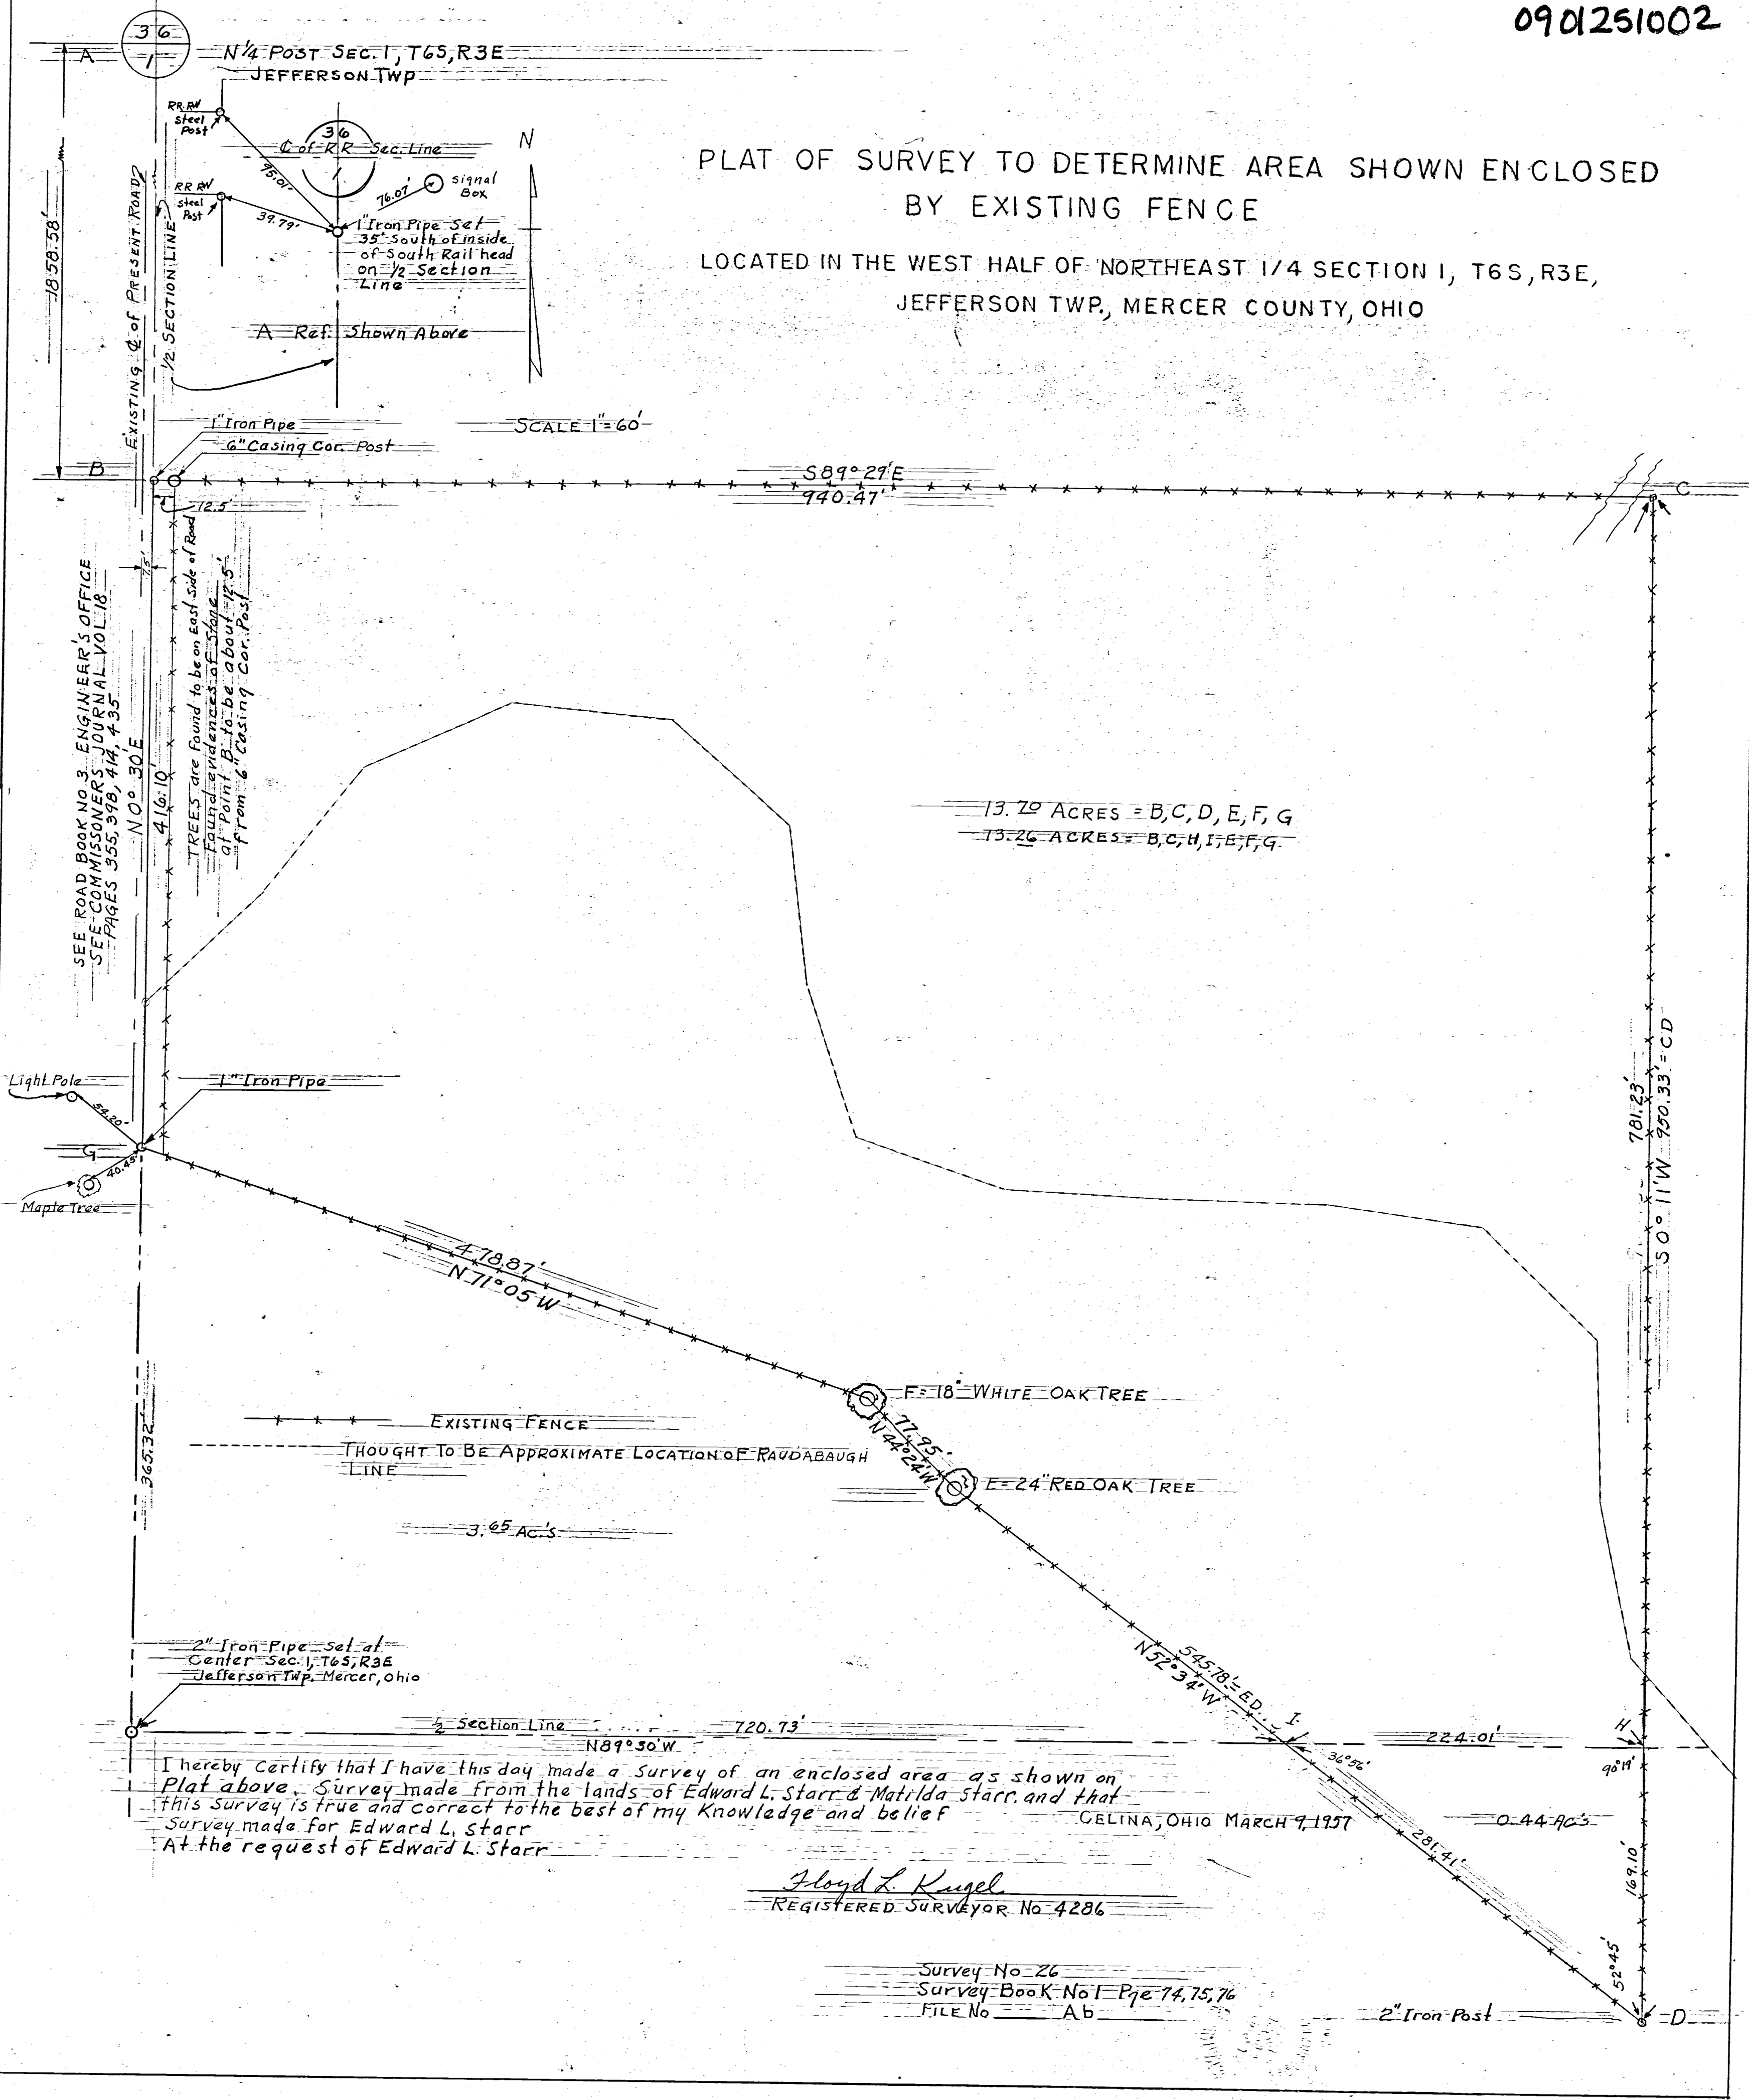 0901251002
36
1
A
N 1/4 POST SEC. 1, T6S, R3E
JEFFERSON TWP
RR. RW
Steel
Post
36
1
℄ of RR Sec. Line
75.01'
76.07'
Signal
Box
RR RW
Steel
Post
39.79'
1" Iron Pipe Set
35' South of inside
of South Rail head
on 1/2 Section
Line
A Ref. Shown Above
N
PLAT OF SURVEY TO DETERMINE AREA SHOWN ENCLOSED
BY EXISTING FENCE
LOCATED IN THE WEST HALF OF NORTHEAST 1/4 SECTION 1, T6S, R3E,
JEFFERSON TWP., MERCER COUNTY, OHIO
1858.58'
EXISTING ℄ of PRESENT ROAD
1/2 SECTION LINE
1" Iron Pipe
6" Casing Cor. Post
SCALE 1"=60'
B
S89°29'E
940.47'
C
12.5'
7.5'
SEE ROAD BOOK NO. 3 ENGINEER'S OFFICE
SEE COMMISSONERS JOURNAL VOL 18
PAGES 355, 398, 414, 435
N0° 30'E
416.10'
TREES are found to be on East side of Road
Found evidences of Stone
at Point B to be about 12.5'
from 6" Casing Cor. Post
13.70 ACRES = B, C, D, E, F, G
13.26 ACRES = B, C, H, I, E, F, G.
781.23'
S0° 11'W 950.33' = CD
Light Pole
1" Iron Pipe
G
40.45'
Maple Tree
478.87'
N71°05'W
F = 18" WHITE OAK TREE
77.95'
N44°24'W
E = 24" RED OAK TREE
EXISTING FENCE
THOUGHT TO BE APPROXIMATE LOCATION OF RAUDABAUGH
LINE
365.32'
3.65 AC'S
2" Iron Pipe Set at
Center Sec. 1, T6S, R3E
Jefferson Twp. Mercer, Ohio
545.78' = E.D.
N52°34'W
I
H
1/2 Section Line
720.73'
N89°30'W
224.01'
36°56'
90°19'
I hereby Certify that I have this day made a Survey of an enclosed area as shown on
Plat above. Survey made from the lands of Edward L. Starr & Matilda Starr. and that
this Survey is true and correct to the best of my Knowledge and belief
Survey made for Edward L. Starr
At the request of Edward L. Starr
CELINA, OHIO MARCH 9, 1957
0.44 AC'S
281.41'
169.10'
52°45'
Floyd L. Kugel
REGISTERED SURVEYOR No 4286
Survey No 26
Survey Book No 1 Pge 74, 75, 76
FILE No Ab
2" Iron Post
D